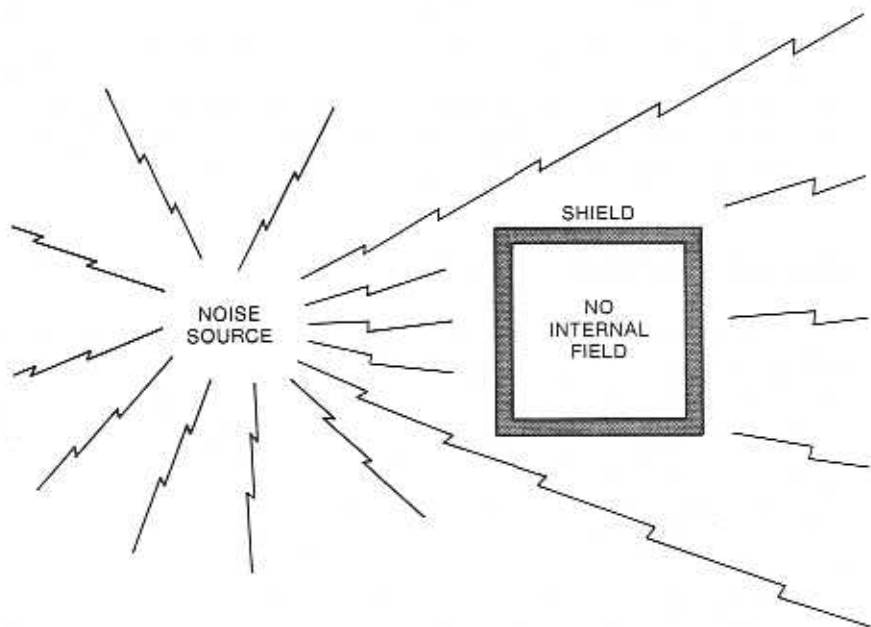 SHIELD
NOISE
SOURCE
NO
INTERNAL
FIELD